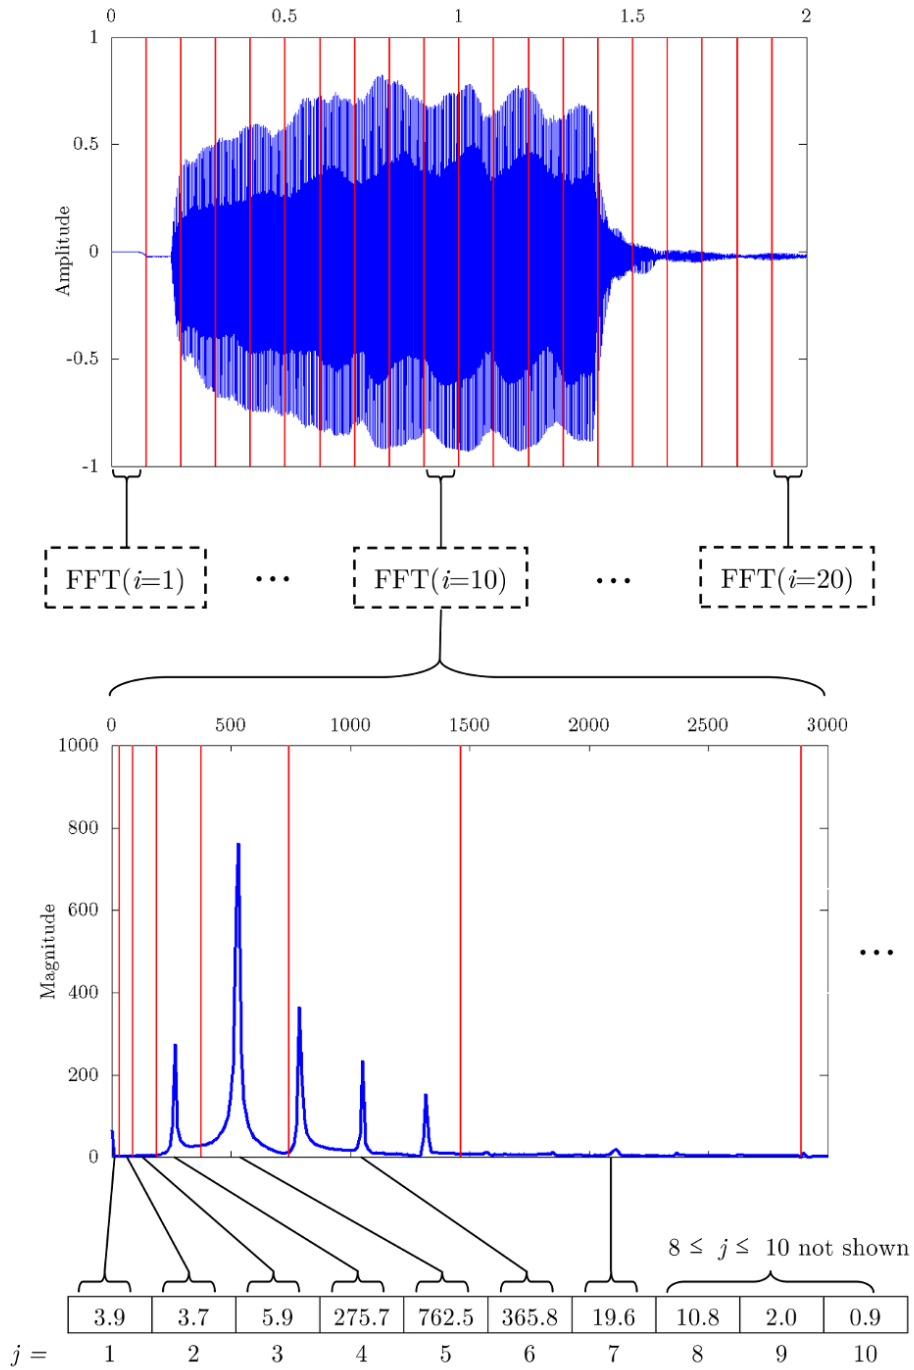 0 0.5 1 1.5 2
1
0.5
0
-0.5
-1
Amplitude
FFT(i=1) ... FFT(i=10) ... FFT(i=20)
0 500 1000 1500 2000 2500 3000
1000
800
600
400
200
0
Magnitude
...
8 ≤ j ≤ 10 not shown
3.9 3.7 5.9 275.7 762.5 365.8 19.6 10.8 2.0 0.9
j = 1 2 3 4 5 6 7 8 9 10